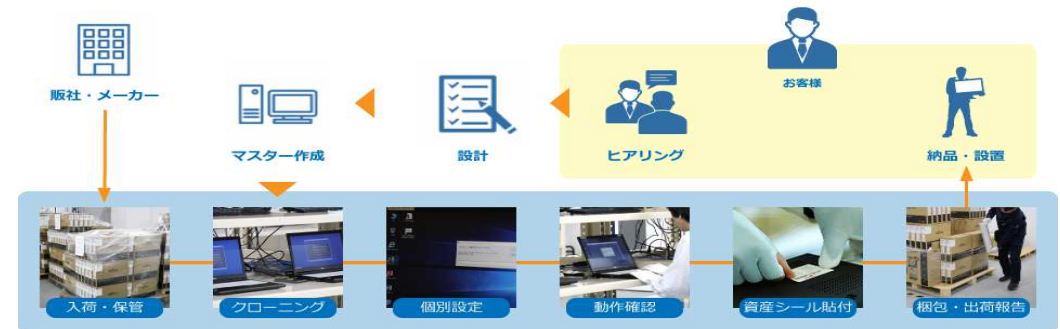 お客様
販社・メーカー
マスター作成
設計
ヒアリング
納品・設置
入荷・保管
クローニング
個別設定
動作確認
資産シール貼付
梱包・出荷報告